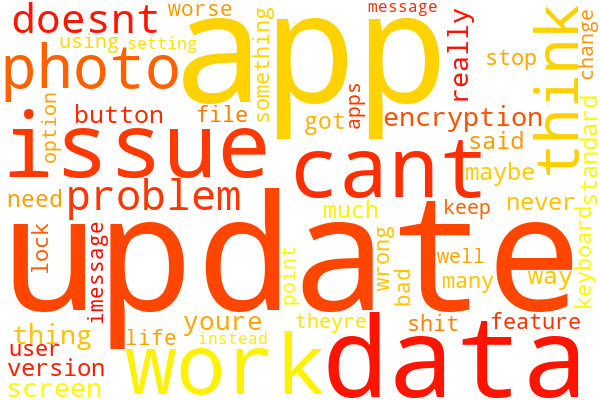 doesnt
worse
app
message
using
setting
something
really
stop
think
change
photo
option
button
file
got
apps
encryption
standard
issue
cant
said
maybe
need
problem
much
keep
never
lock
imessage
update
point
wrong
bad
well
many
way
keyboard
thing
life
youre
theyre
shit
feature
user
version
screen
work
instead
data